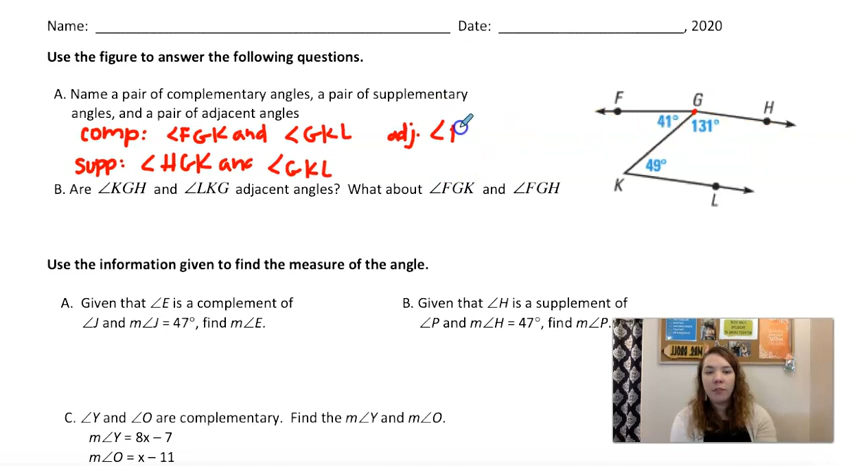 Name: ____ Date: ____, 2020
Use the figure to answer the following questions.
A. Name a pair of complementary angles, a pair of supplementary
angles, and a pair of adjacent angles
comp: ∠FGK and ∠GKL adj. ∠
supp: ∠HGK and ∠GKL
F
G
H
41°
131°
49°
K
L
B. Are ∠KGH and ∠LKG adjacent angles? What about ∠FGK and ∠FGH
Use the information given to find the measure of the angle.
A. Given that ∠E is a complement of
∠J and m∠J = 47°, find m∠E.
B. Given that ∠H is a supplement of
∠P and m∠H = 47°, find m∠P.
C. ∠Y and ∠O are complementary. Find the m∠Y and m∠O.
m∠Y = 8x – 7
m∠O = x – 11